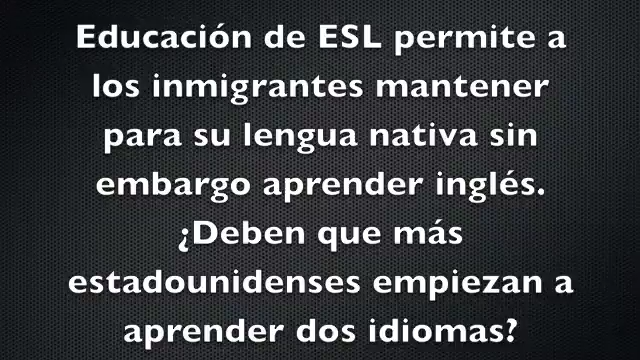 Educación de ESL permite a
los inmigrantes mantener
para su lengua nativa sin
embargo aprender inglés.
¿Deben que más
estadounidenses empiezan a
aprender dos idiomas?